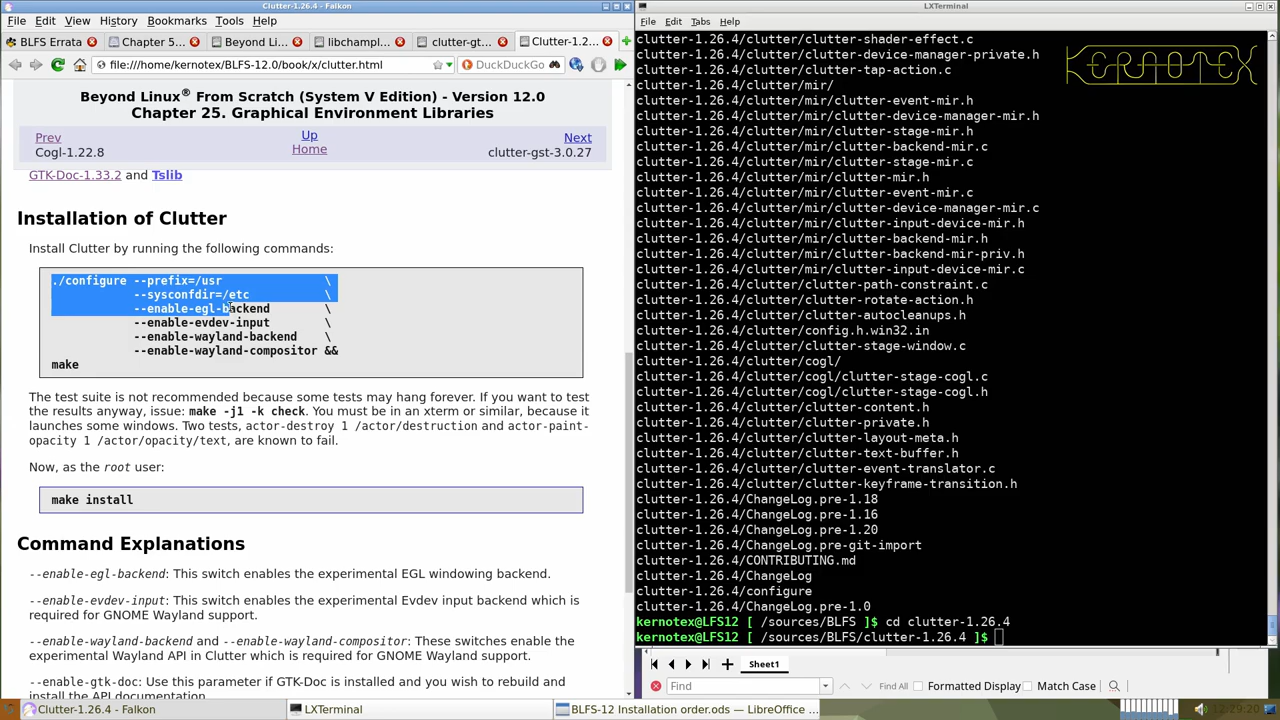 Clutter-1.26.4 - Falkon
File Edit View History Bookmarks Tools Help
BLFS Errata
Chapter 5...
Beyond Li...
libchampl...
clutter-gt...
Clutter-1.2...
file:///home/kernotex/BLFS-12.0/book/x/clutter.html
DuckDuckGo
Beyond Linux® From Scratch (System V Edition) - Version 12.0
Chapter 25. Graphical Environment Libraries
Prev Up Next
Cogl-1.22.8 Home clutter-gst-3.0.27
GTK-Doc-1.33.2 and Tslib
Installation of Clutter
Install Clutter by running the following commands:
./configure --prefix=/usr \
--sysconfdir=/etc \
--enable-egl-backend \
--enable-evdev-input \
--enable-wayland-backend \
--enable-wayland-compositor &&
make
The test suite is not recommended because some tests may hang forever. If you want to test
the results anyway, issue: make -j1 -k check. You must be in an xterm or similar, because it
launches some windows. Two tests, actor-destroy 1 /actor/destruction and actor-paint-
opacity 1 /actor/opacity/text, are known to fail.
Now, as the root user:
make install
Command Explanations
--enable-egl-backend: This switch enables the experimental EGL windowing backend.
--enable-evdev-input: This switch enables the experimental Evdev input backend which is
required for GNOME Wayland support.
--enable-wayland-backend and --enable-wayland-compositor: These switches enable the
experimental Wayland API in Clutter which is required for GNOME Wayland support.
--enable-gtk-doc: Use this parameter if GTK-Doc is installed and you wish to rebuild and
install the API documentation.
LXTerminal
File Edit Tabs Help
KERNOTEX
clutter-1.26.4/clutter/clutter-shader-effect.c
clutter-1.26.4/clutter/clutter-device-manager-private.h
clutter-1.26.4/clutter/clutter-tap-action.c
clutter-1.26.4/clutter/mir/
clutter-1.26.4/clutter/mir/clutter-event-mir.h
clutter-1.26.4/clutter/mir/clutter-device-manager-mir.h
clutter-1.26.4/clutter/mir/clutter-stage-mir.h
clutter-1.26.4/clutter/mir/clutter-backend-mir.c
clutter-1.26.4/clutter/mir/clutter-stage-mir.c
clutter-1.26.4/clutter/mir/clutter-mir.h
clutter-1.26.4/clutter/mir/clutter-event-mir.c
clutter-1.26.4/clutter/mir/clutter-device-manager-mir.c
clutter-1.26.4/clutter/mir/clutter-input-device-mir.h
clutter-1.26.4/clutter/mir/clutter-backend-mir.h
clutter-1.26.4/clutter/mir/clutter-backend-mir-priv.h
clutter-1.26.4/clutter/mir/clutter-input-device-mir.c
clutter-1.26.4/clutter/clutter-path-constraint.c
clutter-1.26.4/clutter/clutter-rotate-action.h
clutter-1.26.4/clutter/clutter-autocleanups.h
clutter-1.26.4/clutter/config.h.win32.in
clutter-1.26.4/clutter/clutter-stage-window.c
clutter-1.26.4/clutter/cogl/
clutter-1.26.4/clutter/cogl/clutter-stage-cogl.c
clutter-1.26.4/clutter/cogl/clutter-stage-cogl.h
clutter-1.26.4/clutter/clutter-content.h
clutter-1.26.4/clutter/clutter-private.h
clutter-1.26.4/clutter/clutter-layout-meta.h
clutter-1.26.4/clutter/clutter-text-buffer.h
clutter-1.26.4/clutter/clutter-event-translator.c
clutter-1.26.4/clutter/clutter-keyframe-transition.h
clutter-1.26.4/ChangeLog.pre-1.18
clutter-1.26.4/ChangeLog.pre-1.16
clutter-1.26.4/ChangeLog.pre-1.20
clutter-1.26.4/ChangeLog.pre-git-import
clutter-1.26.4/CONTRIBUTING.md
clutter-1.26.4/ChangeLog
clutter-1.26.4/configure
clutter-1.26.4/ChangeLog.pre-1.0
kernotex@LFS12 [ /sources/BLFS ]$ cd clutter-1.26.4
kernotex@LFS12 [ /sources/BLFS/clutter-1.26.4 ]$
Sheet1
Find Find All Formatted Display Match Case
Clutter-1.26.4 - Falkon
LXTerminal
BLFS-12 Installation order.ods — LibreOffice ...
12:29:20